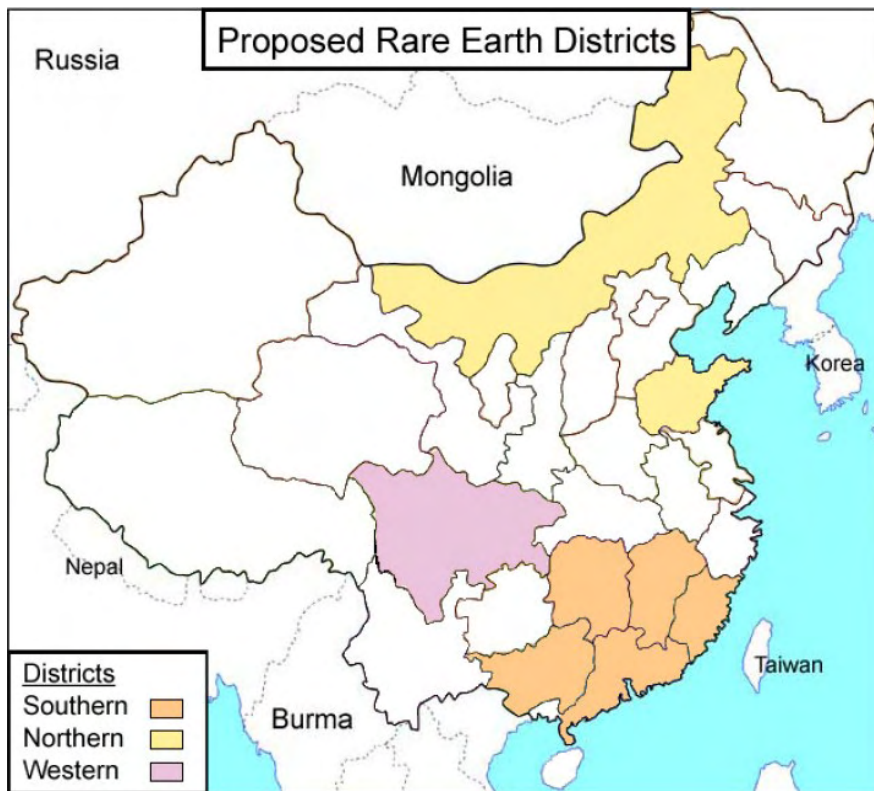 Proposed Rare Earth Districts
Russia
Mongolia
Korea
Nepal
Taiwan
Burma
Districts
Southern
Northern
Western